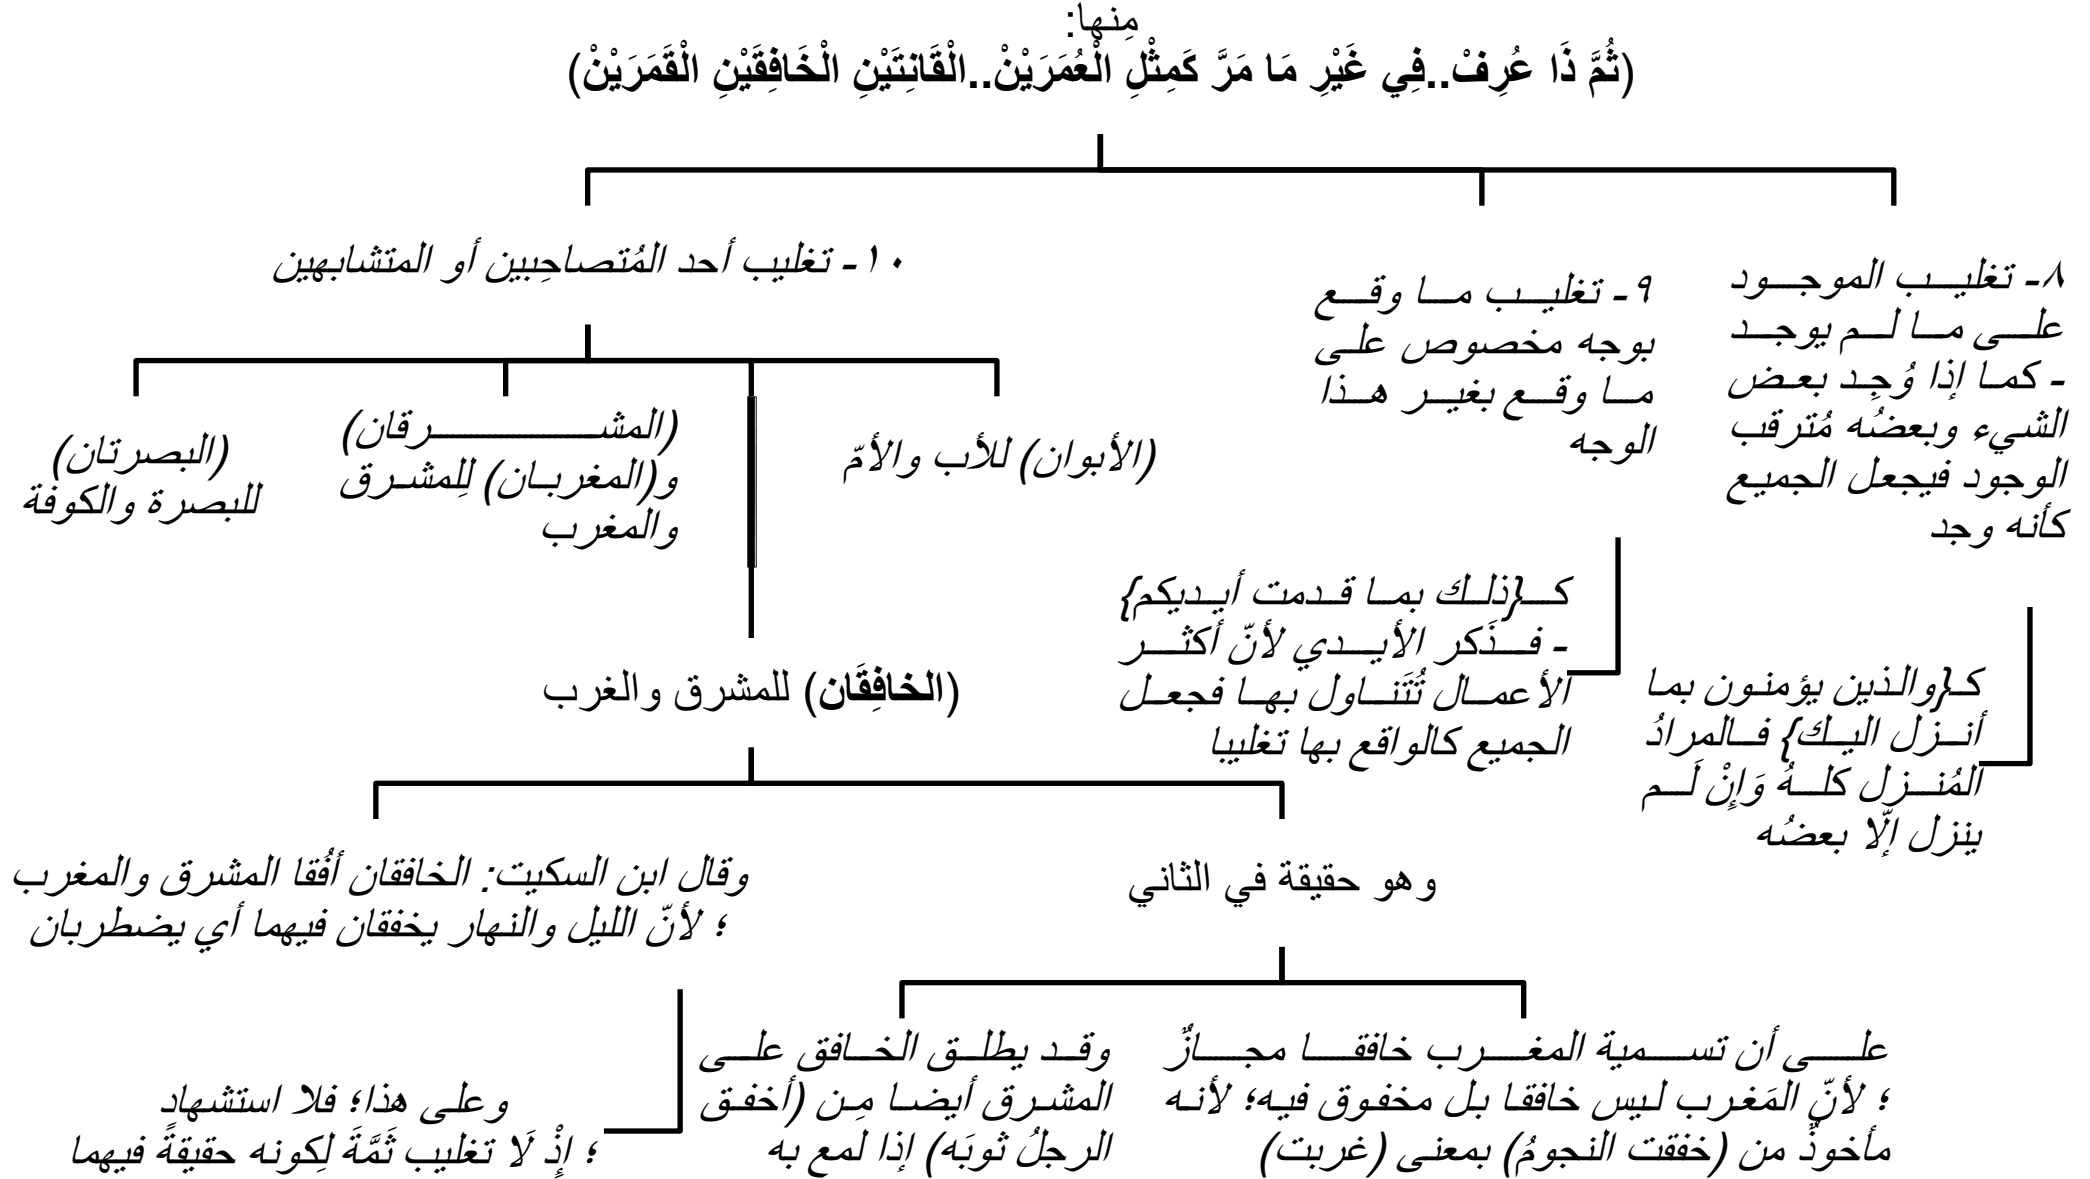 مِنها:
(ثُمَّ ذَا عُرِفْ..فِي غَيْرِ مَا مَرَّ كَمِثْلِ الْعُمَرَيْنْ..الْقَانِتَيْنِ الْخَافِقَيْنِ الْقَمَرَيْنْ)
٨- تغليب الموجود
على ما لم يوجد
- كما إذا وُجِد بعض
الشيء وبعضُه مُترقب
الوجود فيجعل الجميع
كأنه وجد
كـ{والذين يؤمنون بما
أنزل اليك} فالمرادُ
المُنزل كلهُ وَإِنْ لَم
ينزل إلّا بعضُه
٩- تغليب ما وقع
بوجه مخصوص على
ما وقع بغير هذا
الوجه
كـ{ذلك بما قدمت أيديكم}
- فذَكر الأيدي لأنّ أكثر
الأعمال تُتَناول بها فجعل
الجميع كالواقع بها تغليبا
١٠- تغليب أحد المُتصاحِبين أو المتشابهين
(الأبوان) للأب والأمّ
(الخافِقَان) للمشرق والغرب
وهو حقيقة في الثاني
على أن تسمية المغرب خافقا مجازٌ
؛ لأنّ المَغرب ليس خافقا بل مخفوق فيه؛ لأنه
مأخوذٌ من (خفقت النجومُ) بمعنى (غربت)
وقد يطلق الخافق على
المشرق أيضا مِن (أخفق
الرجلُ ثوبَه) إذا لمع به
وقال ابن السكيت: الخافقان أفُقا المشرق والمغرب
؛ لأنّ الليل والنهار يخفقان فيهما أي يضطربان
وعلى هذا؛ فلا استشهادٍ
؛ إِذْ لَا تغليب ثَمَّةَ لِكونه حقيقةً فيهما
(المشرقان)
و(المغربان) لِلمشرق
والمغرب
(البصرتان)
للبصرة والكوفة